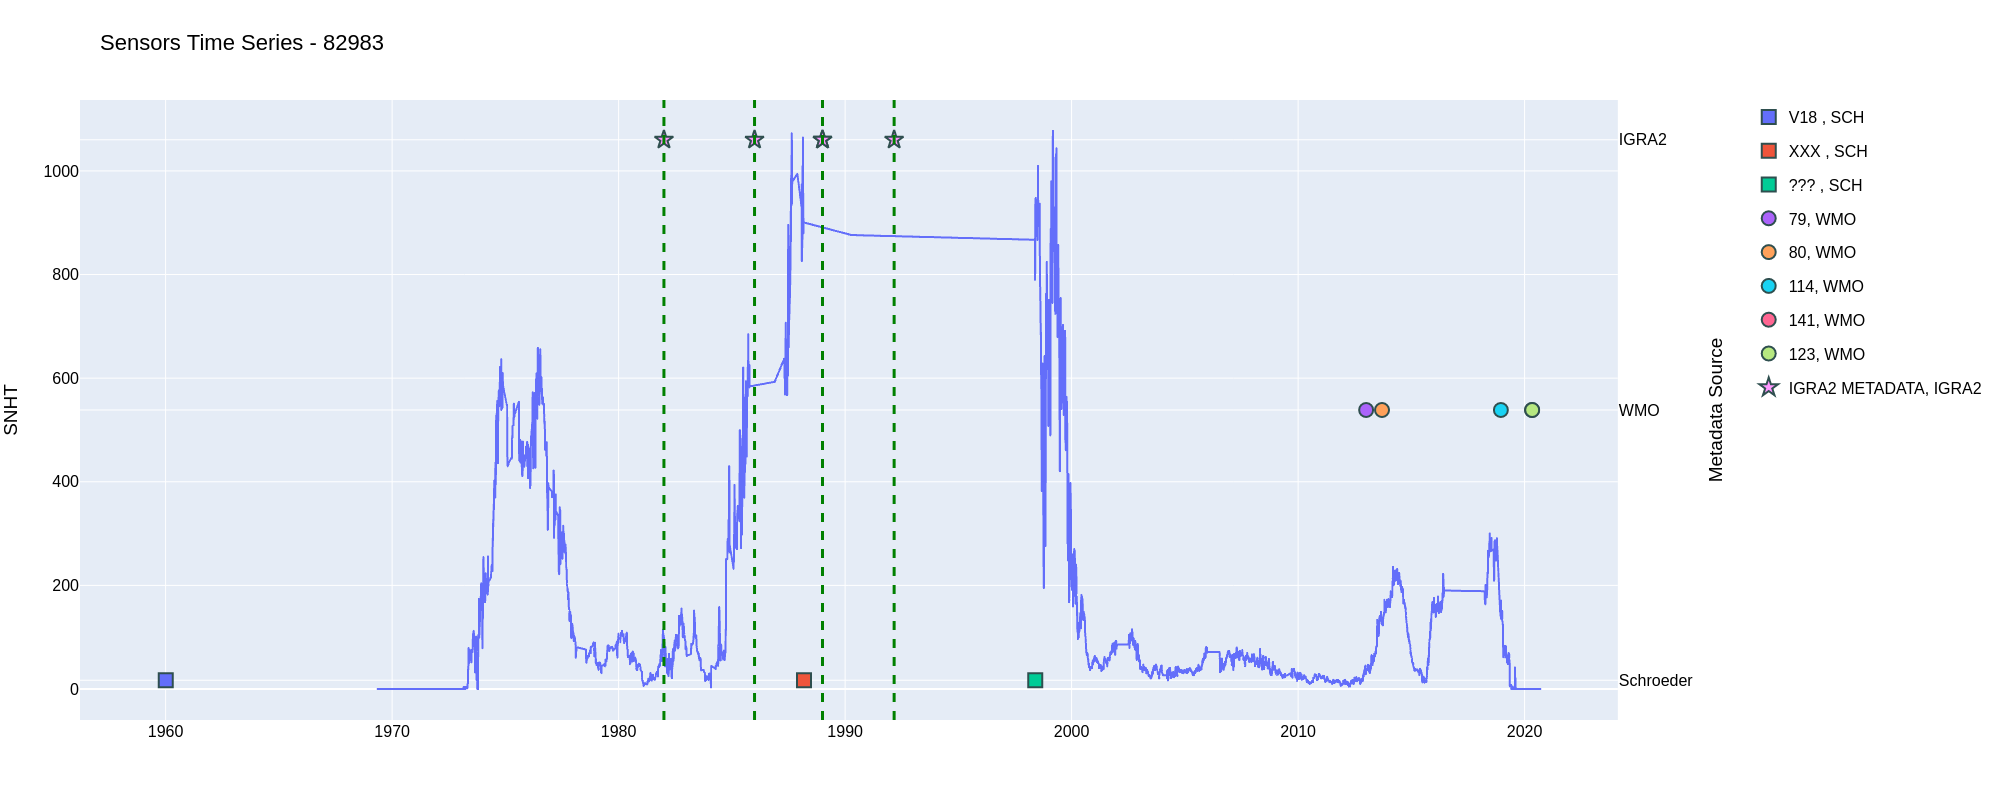 Sensors Time Series - 82983
SNHT
1000
800
600
400
200
0
1960
1970
1980
1990
2000
2010
2020
IGRA2
WMO
Schroeder
Metadata Source
V18 , SCH
XXX , SCH
??? , SCH
79, WMO
80, WMO
114, WMO
141, WMO
123, WMO
IGRA2 METADATA, IGRA2